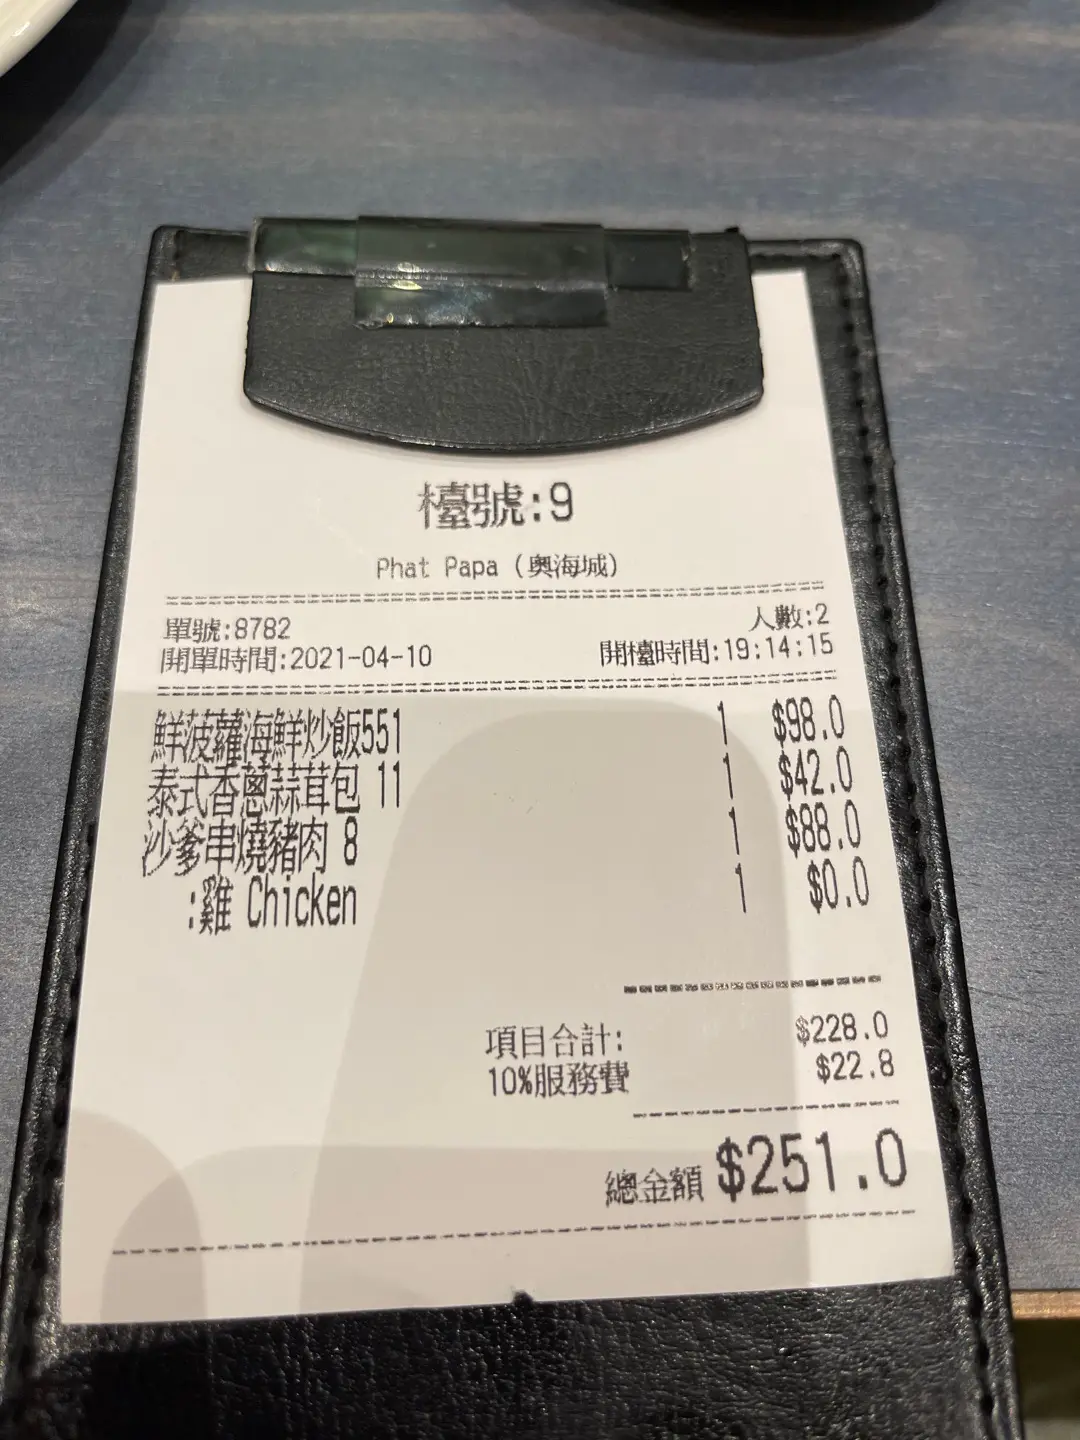 檯號:9
Phat Papa (奧海城)
單號:8782 人數:2
開單時間:2021-04-10 開檯時間:19:14:15
鮮菠蘿海鮮炒飯551 1 $98.0
泰式香蔥蒜茸包 11 1 $42.0
沙爹串燒豬肉 8 1 $88.0
:雞 Chicken 1 $0.0
項目合計: $228.0
10%服務費 $22.8
總金額 $251.0